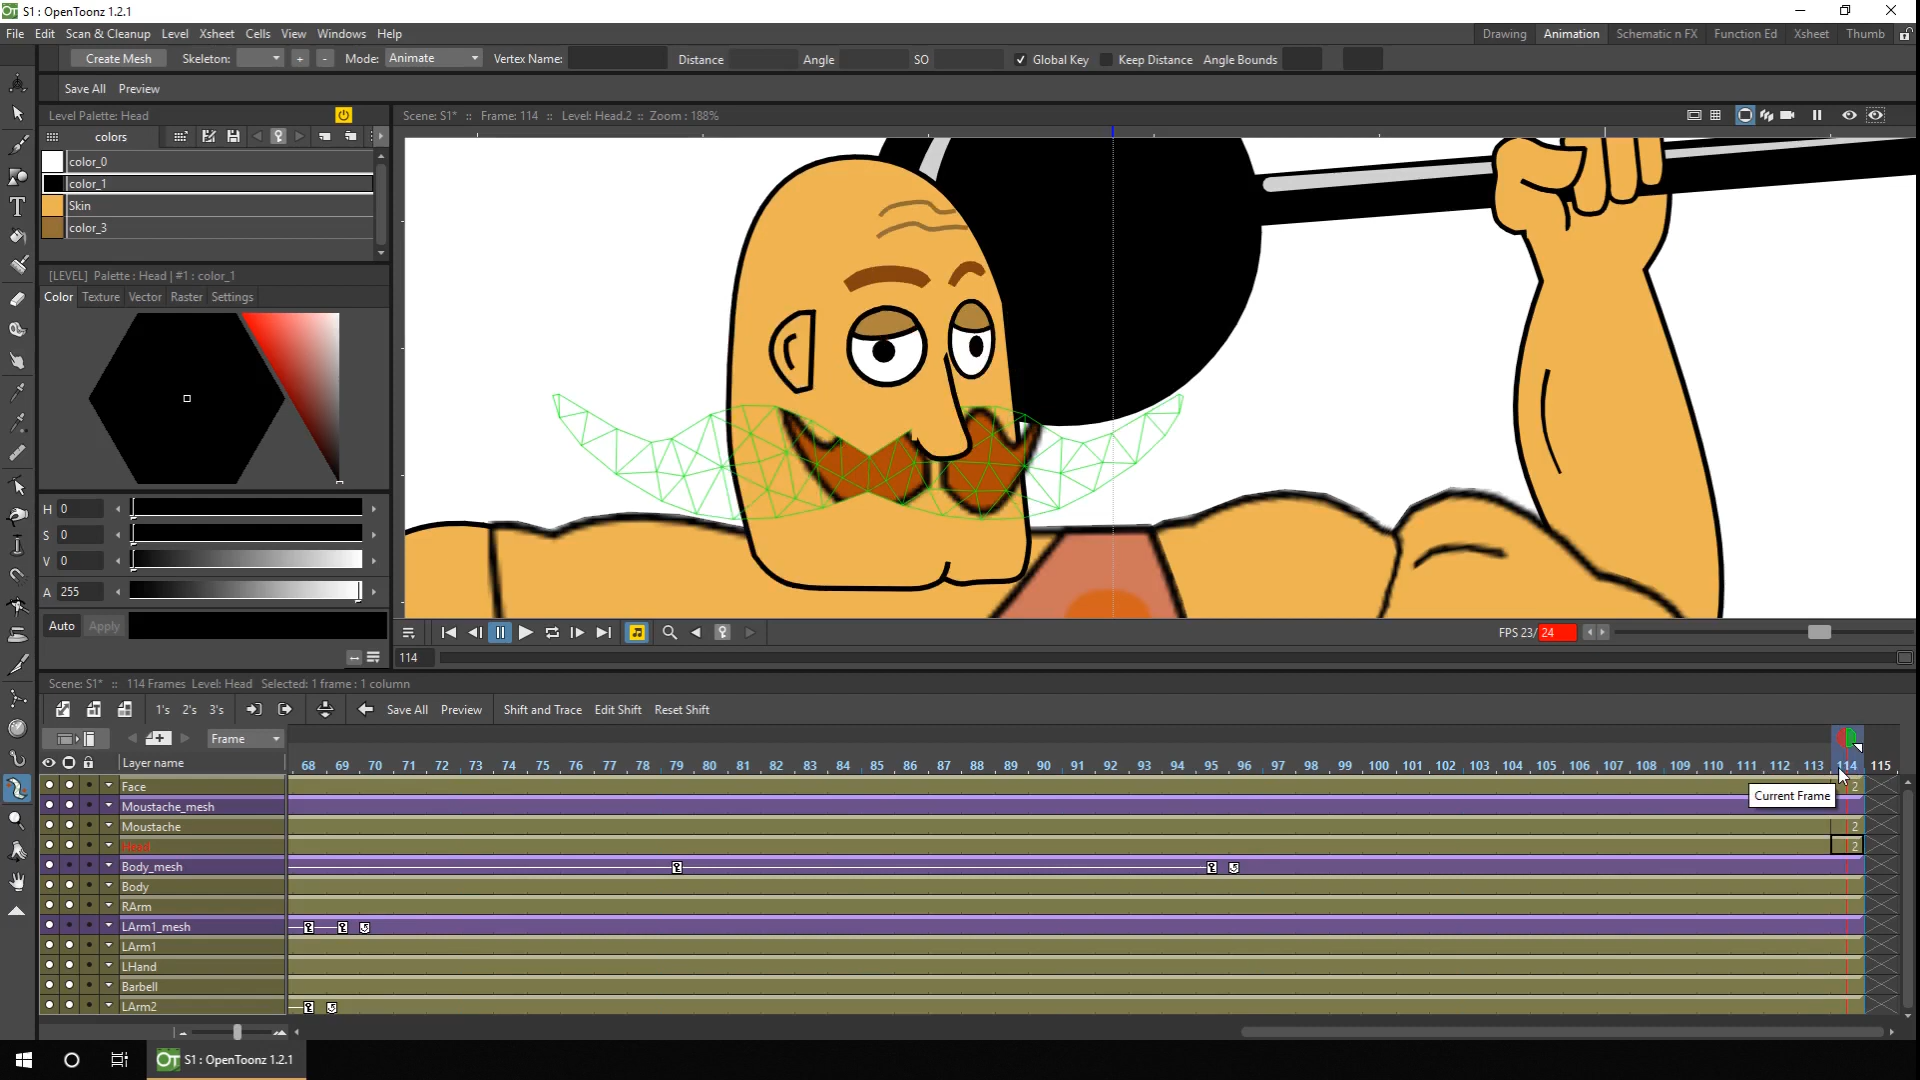 S1 : OpenToonz 1.2.1
File Edit Scan & Cleanup Level Xsheet Cells View Windows Help
Drawing Animation Schematic n FX Function Ed Xsheet Thumb
Create Mesh Skeleton: + - Mode: Animate Vertex Name: Distance Angle SO Global Key Keep Distance Angle Bounds
Save All Preview
Level Palette: Head
Scene: S1* :: Frame: 114 :: Level: Head.2 :: Zoom : 188%
colors
color_0
color_1
Skin
color_3
[LEVEL] Palette : Head | #1 : color_1
Color Texture Vector Raster Settings
H 0
S 0
V 0
A 255
Auto Apply
FPS 23/ 24
114
Scene: S1* :: 114 Frames Level: Head Selected: 1 frame : 1 column
1's 2's 3's Save All Preview Shift and Trace Edit Shift Reset Shift
Frame
Layer name 68 69 70 71 72 73 74 75 76 77 78 79 80 81 82 83 84 85 86 87 88 89 90 91 92 93 94 95 96 97 98 99 100 101 102 103 104 105 106 107 108 109 110 111 112 113 114 115
Face 2
Current Frame
Moustache_mesh
Moustache 2
Head 2
Body_mesh
Body
RArm
LArm1_mesh
LArm1
LHand
Barbell
LArm2
S1 : OpenToonz 1.2.1